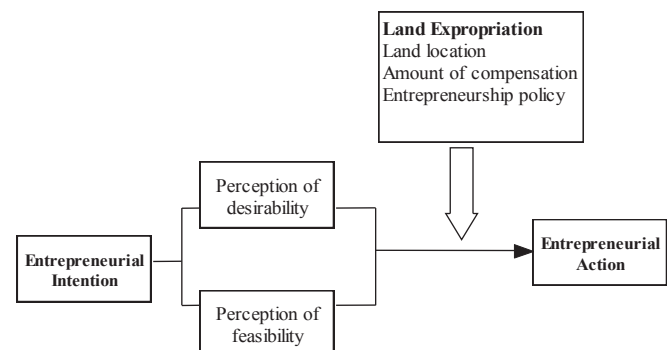 Land Expropriation
Land location
Amount of compensation
Entrepreneurship policy
Perception of
desirability
Entrepreneurial
Intention
Entrepreneurial
Action
Perception of
feasibility